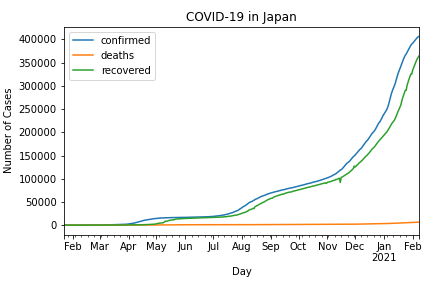 COVID-19 in Japan
confirmed
deaths
recovered
Number of Cases
400000
350000
300000
250000
200000
150000
100000
50000
0
Feb Mar Apr May Jun Jul Aug Sep Oct Nov Dec Jan Feb
2021
Day